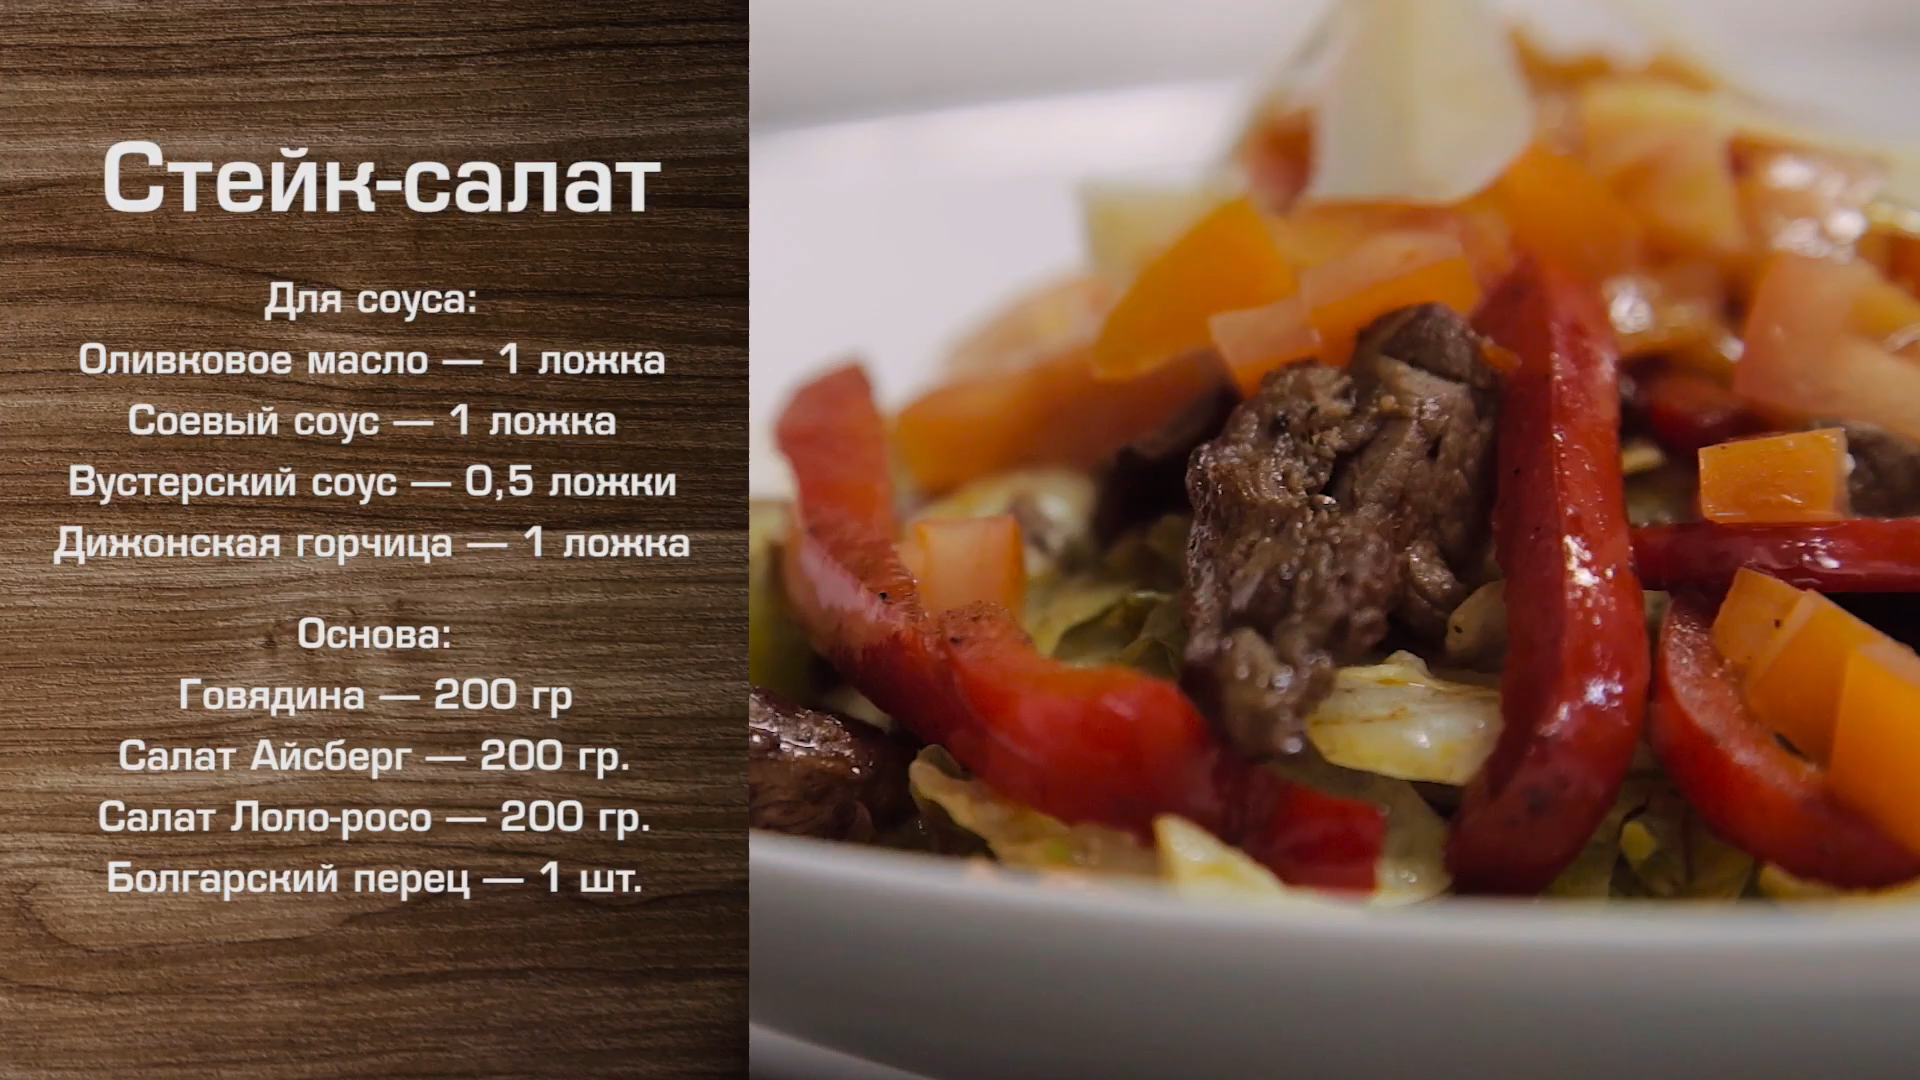 Стейк-салат
Для соуса:
Оливковое масло — 1 ложка
Соевый соус — 1 ложка
Вустерский соус — 0,5 ложки
Дижонская горчица — 1 ложка
Основа:
Говядина — 200 гр
Салат Айсберг — 200 гр.
Салат Лоло-росо — 200 гр.
Болгарский перец — 1 шт.